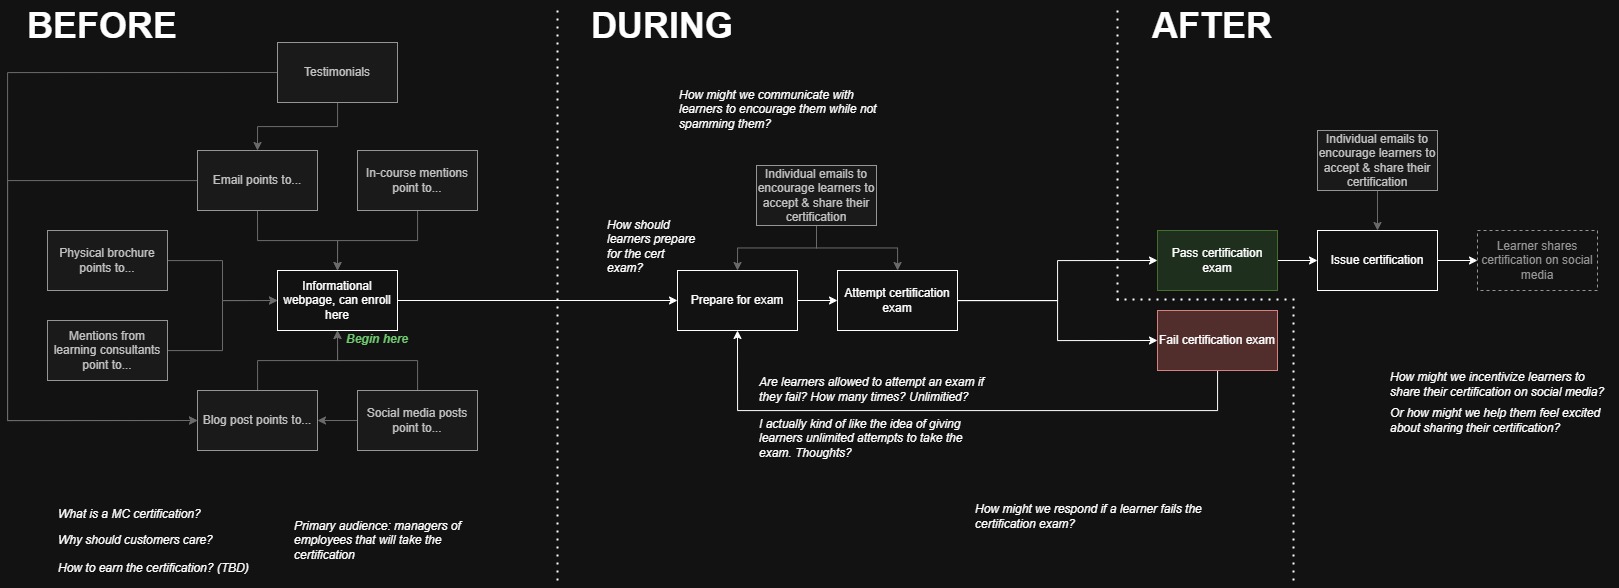 BEFORE
Testimonials
Email points to...
In-course mentions
point to...
Physical brochure
points to...
Informational
webpage, can enroll
here
Begin here
Mentions from
learning consultants
point to...
Blog post points to...
Social media posts
point to...
What is a MC certification?
Why should customers care?
How to earn the certification? (TBD)
Primary audience: managers of
employees that will take the
certification
DURING
How might we communicate with
learners to encourage them while not
spamming them?
Individual emails to
encourage learners to
accept & share their
certification
How should
learners prepare
for the cert
exam?
Prepare for exam
Attempt certification
exam
Are learners allowed to attempt an exam if
they fail? How many times? Unlimitied?
I actually kind of like the idea of giving
learners unlimited attempts to take the
exam. Thoughts?
How might we respond if a learner fails the
certification exam?
AFTER
Individual emails to
encourage learners to
accept & share their
certification
Pass certification
exam
Issue certification
Learner shares
certification on social
media
Fail certification exam
How might we incentivize learners to
share their certification on social media?
Or how might we help them feel excited
about sharing their certification?